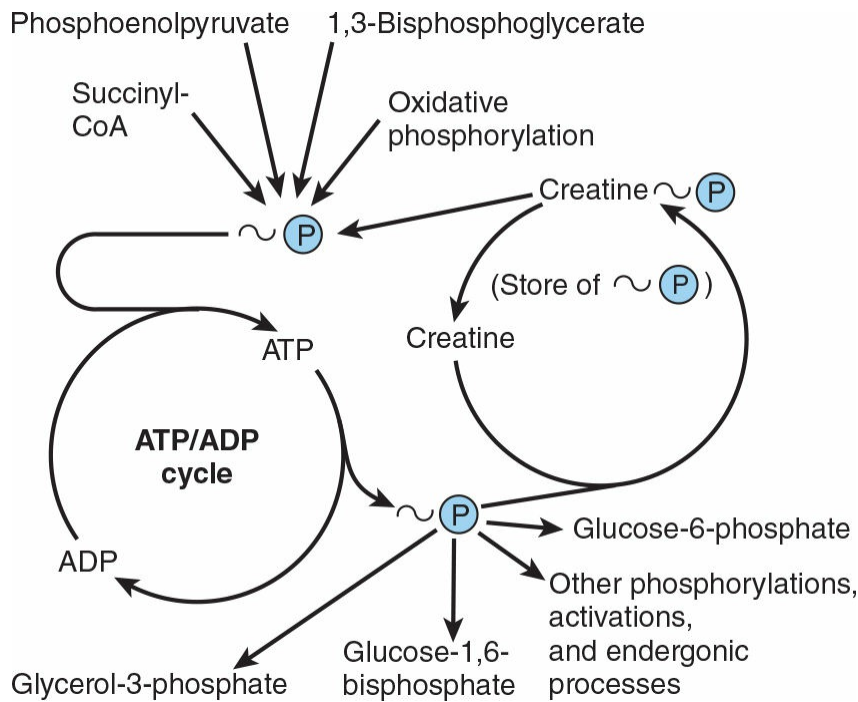 Phosphoenolpyruvate
1,3-Bisphosphoglycerate
Succinyl-
CoA
Oxidative
phosphorylation
Creatine ~ P
~ P
(Store of ~ P)
Creatine
ATP
ATP/ADP
cycle
ADP
~ P
Glucose-6-phosphate
Other phosphorylations,
activations,
and endergonic
processes
Glucose-1,6-
bisphosphate
Glycerol-3-phosphate